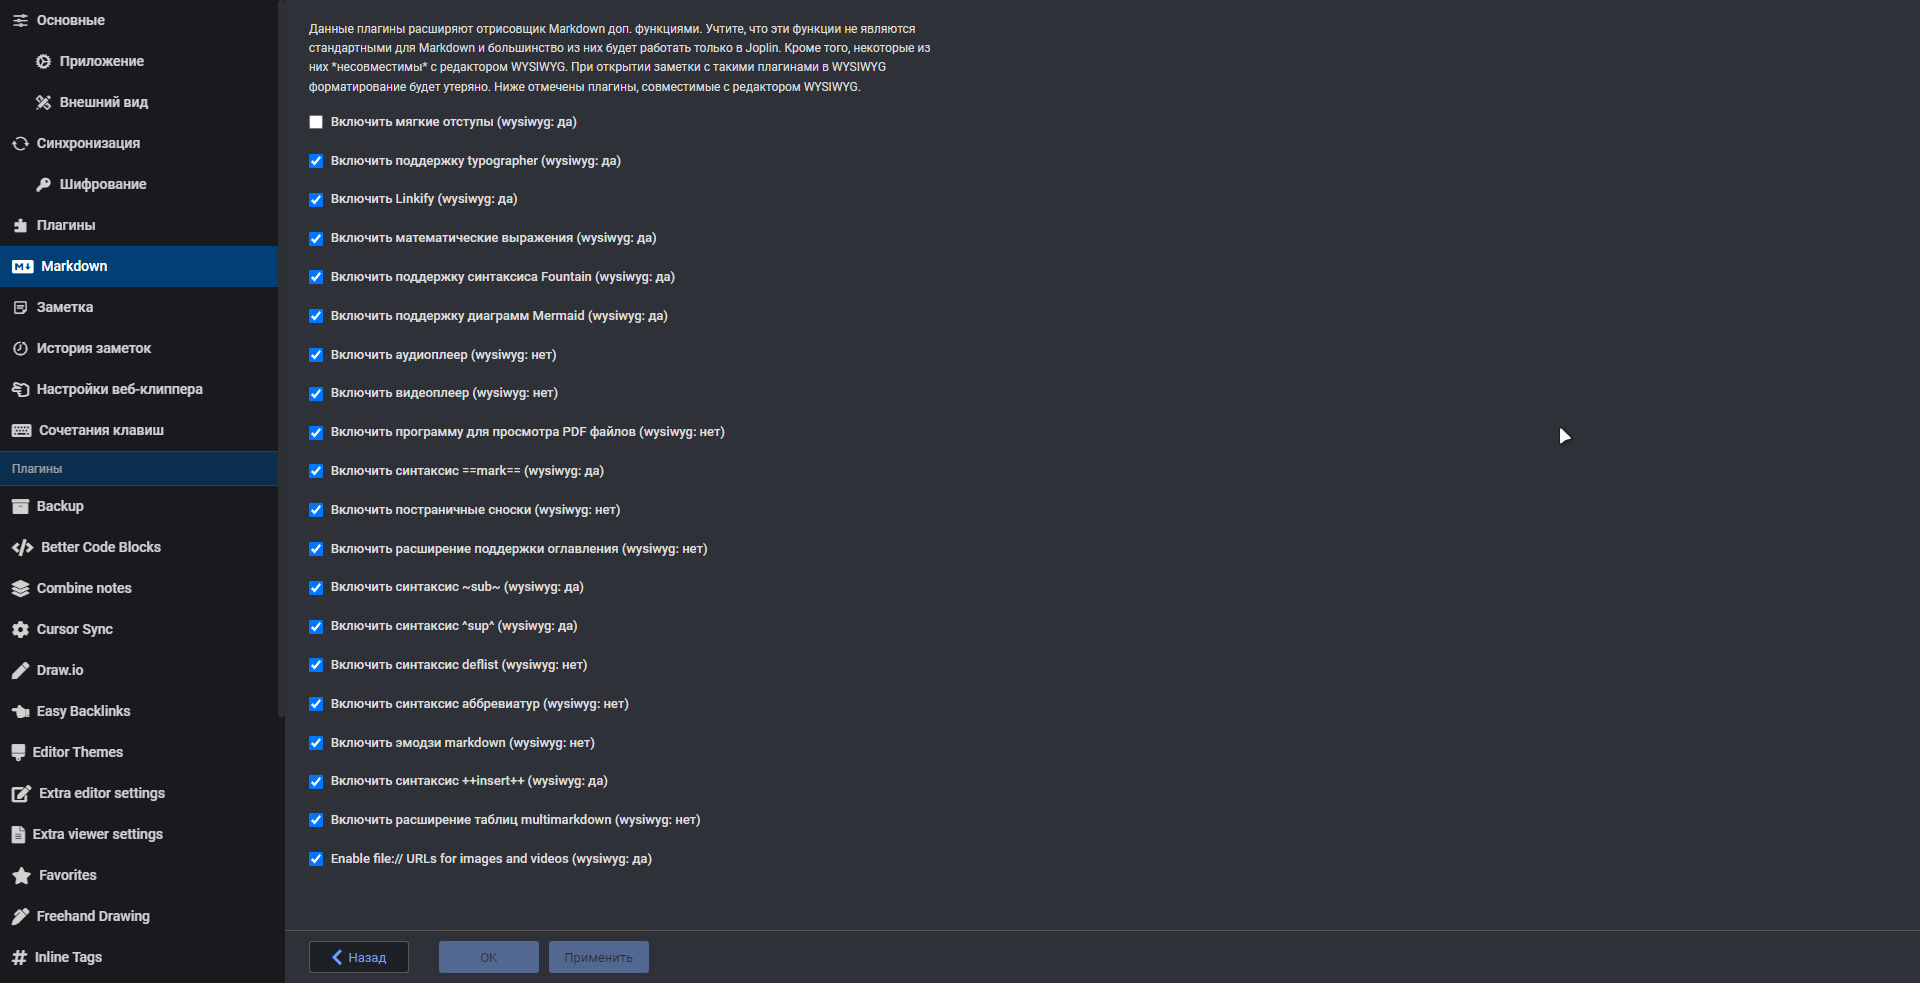 Основные
Приложение
Внешний вид
Синхронизация
Шифрование
Плагины
Markdown
Заметка
История заметок
Настройки веб-клиппера
Сочетания клавиш
Плагины
Backup
Better Code Blocks
Combine notes
Cursor Sync
Draw.io
Easy Backlinks
Editor Themes
Extra editor settings
Extra viewer settings
Favorites
Freehand Drawing
Inline Tags
Данные плагины расширяют отрисовщик Markdown доп. функциями. Учтите, что эти функции не являются
стандартными для Markdown и большинство из них будет работать только в Joplin. Кроме того, некоторые из
них *несовместимы* с редактором WYSIWYG. При открытии заметки с такими плагинами в WYSIWYG
форматирование будет утеряно. Ниже отмечены плагины, совместимые с редактором WYSIWYG.
Включить мягкие отступы (wysiwyg: да)
Включить поддержку typographer (wysiwyg: да)
Включить Linkify (wysiwyg: да)
Включить математические выражения (wysiwyg: да)
Включить поддержку синтаксиса Fountain (wysiwyg: да)
Включить поддержку диаграмм Mermaid (wysiwyg: да)
Включить аудиоплеер (wysiwyg: нет)
Включить видеоплеер (wysiwyg: нет)
Включить программу для просмотра PDF файлов (wysiwyg: нет)
Включить синтаксис ==mark== (wysiwyg: да)
Включить постраничные сноски (wysiwyg: нет)
Включить расширение поддержки оглавления (wysiwyg: нет)
Включить синтаксис ~sub~ (wysiwyg: да)
Включить синтаксис ^sup^ (wysiwyg: да)
Включить синтаксис deflist (wysiwyg: нет)
Включить синтаксис аббревиатур (wysiwyg: нет)
Включить эмодзи markdown (wysiwyg: нет)
Включить синтаксис ++insert++ (wysiwyg: да)
Включить расширение таблиц multimarkdown (wysiwyg: нет)
Enable file:// URLs for images and videos (wysiwyg: да)
Назад
OK
Применить